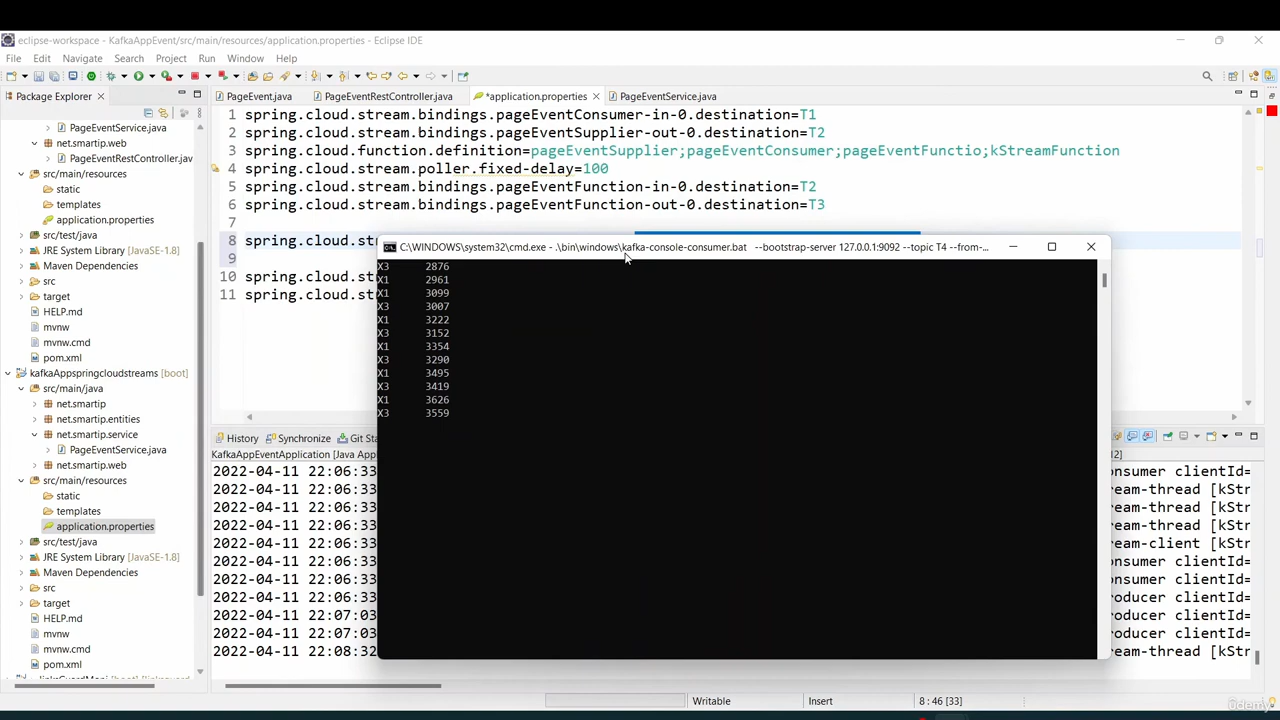 eclipse-workspace - KafkaAppEvent/src/main/resources/application.properties - Eclipse IDE
File Edit Navigate Search Project Run Window Help
Package Explorer
PageEvent.java PageEventRestController.java *application.properties PageEventService.java
PageEventService.java
net.smartip.web
PageEventRestController.jav
src/main/resources
static
templates
application.properties
src/test/java
JRE System Library [JavaSE-1.8]
Maven Dependencies
src
target
HELP.md
mvnw
mvnw.cmd
pom.xml
kafkaAppspringcloudstreams [boot]
src/main/java
net.smartip
net.smartip.entities
net.smartip.service
PageEventService.java
net.smartip.web
src/main/resources
static
templates
application.properties
src/test/java
JRE System Library [JavaSE-1.8]
Maven Dependencies
src
target
HELP.md
mvnw
mvnw.cmd
pom.xml
1 spring.cloud.stream.bindings.pageEventConsumer-in-0.destination=T1
2 spring.cloud.stream.bindings.pageEventSupplier-out-0.destination=T2
3 spring.cloud.function.definition=pageEventSupplier;pageEventConsumer;pageEventFunctio;kStreamFunction
4 spring.cloud.stream.poller.fixed-delay=100
5 spring.cloud.stream.bindings.pageEventFunction-in-0.destination=T2
6 spring.cloud.stream.bindings.pageEventFunction-out-0.destination=T3
7
8 spring.cloud.st
9
10 spring.cloud.st
11 spring.cloud.st
C:\WINDOWS\system32\cmd.exe - .\bin\windows\kafka-console-consumer.bat --bootstrap-server 127.0.0.1:9092 --topic T4 --from-...
X3 2876
X1 2961
X1 3099
X3 3007
X1 3222
X3 3152
X1 3354
X3 3290
X1 3495
X3 3419
X1 3626
X3 3559
History Synchronize Git Sta
KafkaAppEventApplication [Java App 12]
2022-04-11 22:06:33 onsumer clientId=
2022-04-11 22:06:33 ream-thread [kStr
2022-04-11 22:06:33 ream-thread [kStr
2022-04-11 22:06:33 ream-thread [kStr
2022-04-11 22:06:33 ream-client [kStr
2022-04-11 22:06:33 onsumer clientId=
2022-04-11 22:06:33 onsumer clientId=
2022-04-11 22:06:36 roducer clientId=
2022-04-11 22:07:03 roducer clientId=
2022-04-11 22:07:03 roducer clientId=
2022-04-11 22:08:32 ream-thread [kStr
Writable Insert 8 : 46 [33]
ûdemy